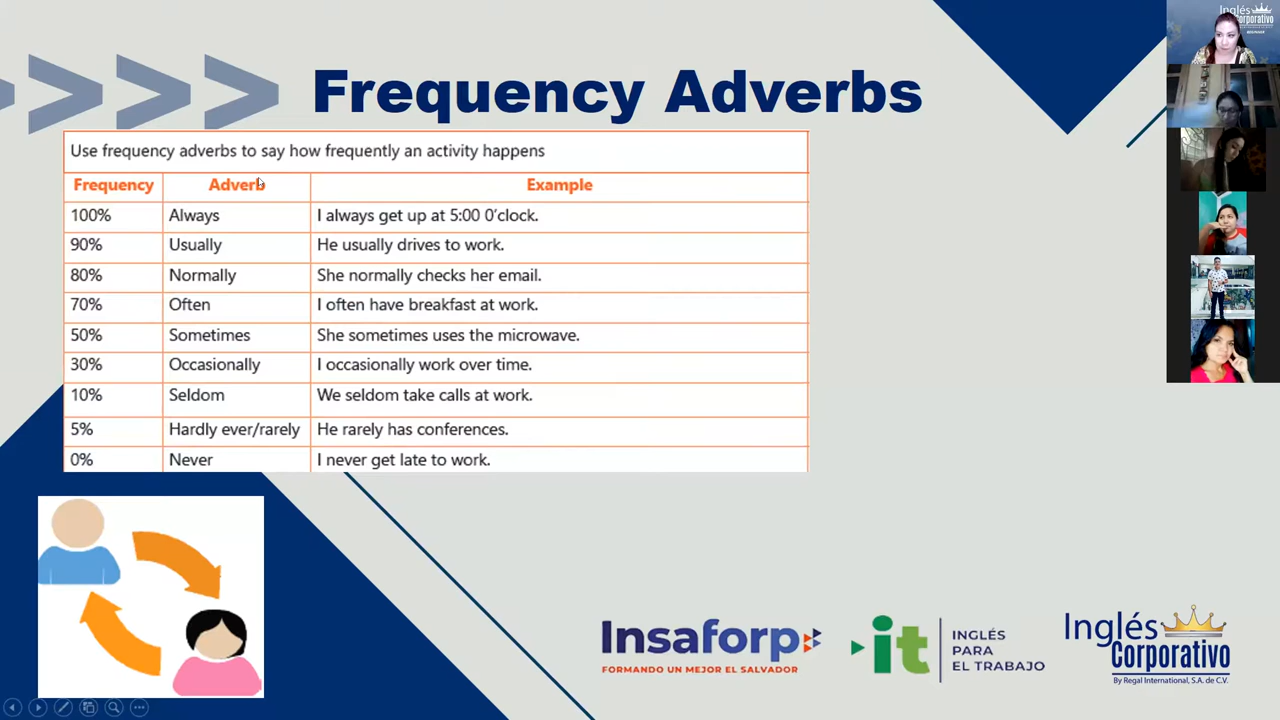 Frequency Adverbs
Use frequency adverbs to say how frequently an activity happens
Frequency Adverb Example
100% Always I always get up at 5:00 0'clock.
90% Usually He usually drives to work.
80% Normally She normally checks her email.
70% Often I often have breakfast at work.
50% Sometimes She sometimes uses the microwave.
30% Occasionally I occasionally work over time.
10% Seldom We seldom take calls at work.
5% Hardly ever/rarely He rarely has conferences.
0% Never I never get late to work.
Insaforp
FORMANDO UN MEJOR EL SALVADOR
it
INGLÉS
PARA
EL TRABAJO
Inglés
Corporativo
By Regal International, S.A. de C.V.
Inglés
Corporativo